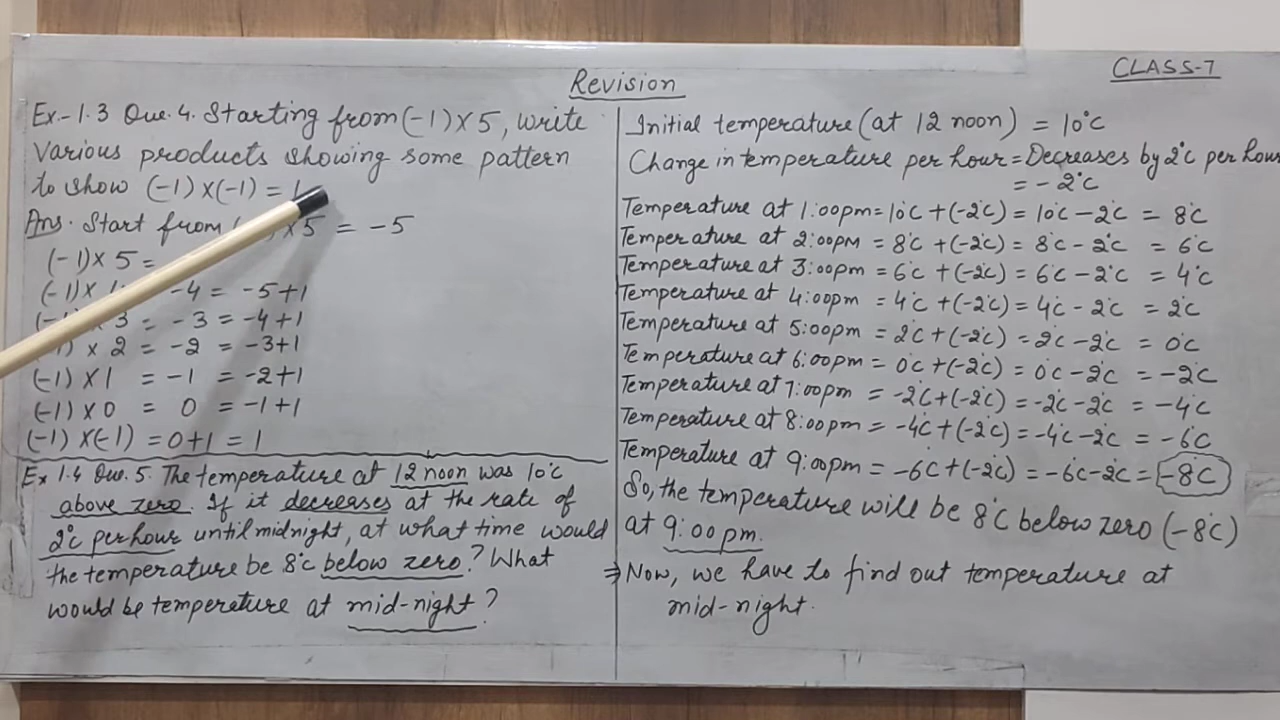 Revision
CLASS-7
Ex.-1.3 Que. 4. Starting from (-1) × 5, write
various products showing some pattern
to show (-1) × (-1) = 1
Ans. Start from × 5 = -5
(-1) × 5 =
(-1) × -4 = -5+1
(-1) × 3 = -3 = -4+1
× 2 = -2 = -3+1
(-1) × 1 = -1 = -2+1
(-1) × 0 = 0 = -1+1
(-1) × (-1) = 0+1 = 1
Ex 1.4 Que. 5. The temperature at 12 noon was 10°C
above zero. If it decreases at the rate of
2°C per hour until midnight, at what time would
the temperature be 8°C below zero? What
would be temperature at mid-night?
Initial temperature (at 12 noon) = 10°C
Change in temperature per hour = Decreases by 2°C per hour
= -2°C
Temperature at 1:00pm = 10°C + (-2°C) = 10°C - 2°C = 8°C
Temperature at 2:00pm = 8°C + (-2°C) = 8°C - 2°C = 6°C
Temperature at 3:00pm = 6°C + (-2°C) = 6°C - 2°C = 4°C
Temperature at 4:00pm = 4°C + (-2°C) = 4°C - 2°C = 2°C
Temperature at 5:00pm = 2°C + (-2°C) = 2°C - 2°C = 0°C
Temperature at 6:00pm = 0°C + (-2°C) = 0°C - 2°C = -2°C
Temperature at 7:00pm = -2°C + (-2°C) = -2°C - 2°C = -4°C
Temperature at 8:00pm = -4°C + (-2°C) = -4°C - 2°C = -6°C
Temperature at 9:00pm = -6°C + (-2°C) = -6°C - 2°C = -8°C
So, the temperature will be 8°C below zero (-8°C)
at 9:00 pm.
⇒ Now, we have to find out temperature at
mid-night.